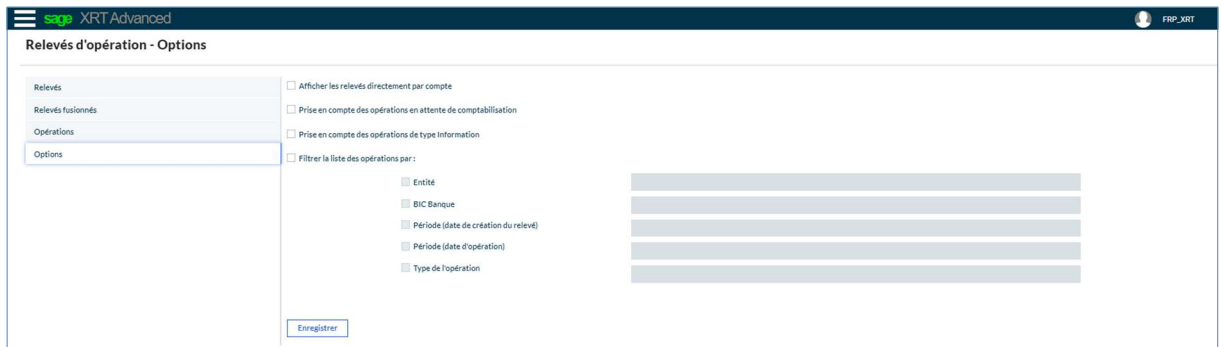 sage XRT Advanced
FRP_XRT
Relevés d'opération - Options
Relevés
Relevés fusionnés
Opérations
Options
Afficher les relevés directement par compte
Prise en compte des opérations en attente de comptabilisation
Prise en compte des opérations de type Information
Filtrer la liste des opérations par :
Entité
BIC Banque
Période (date de création du relevé)
Période (date d'opération)
Type de l'opération
Enregistrer